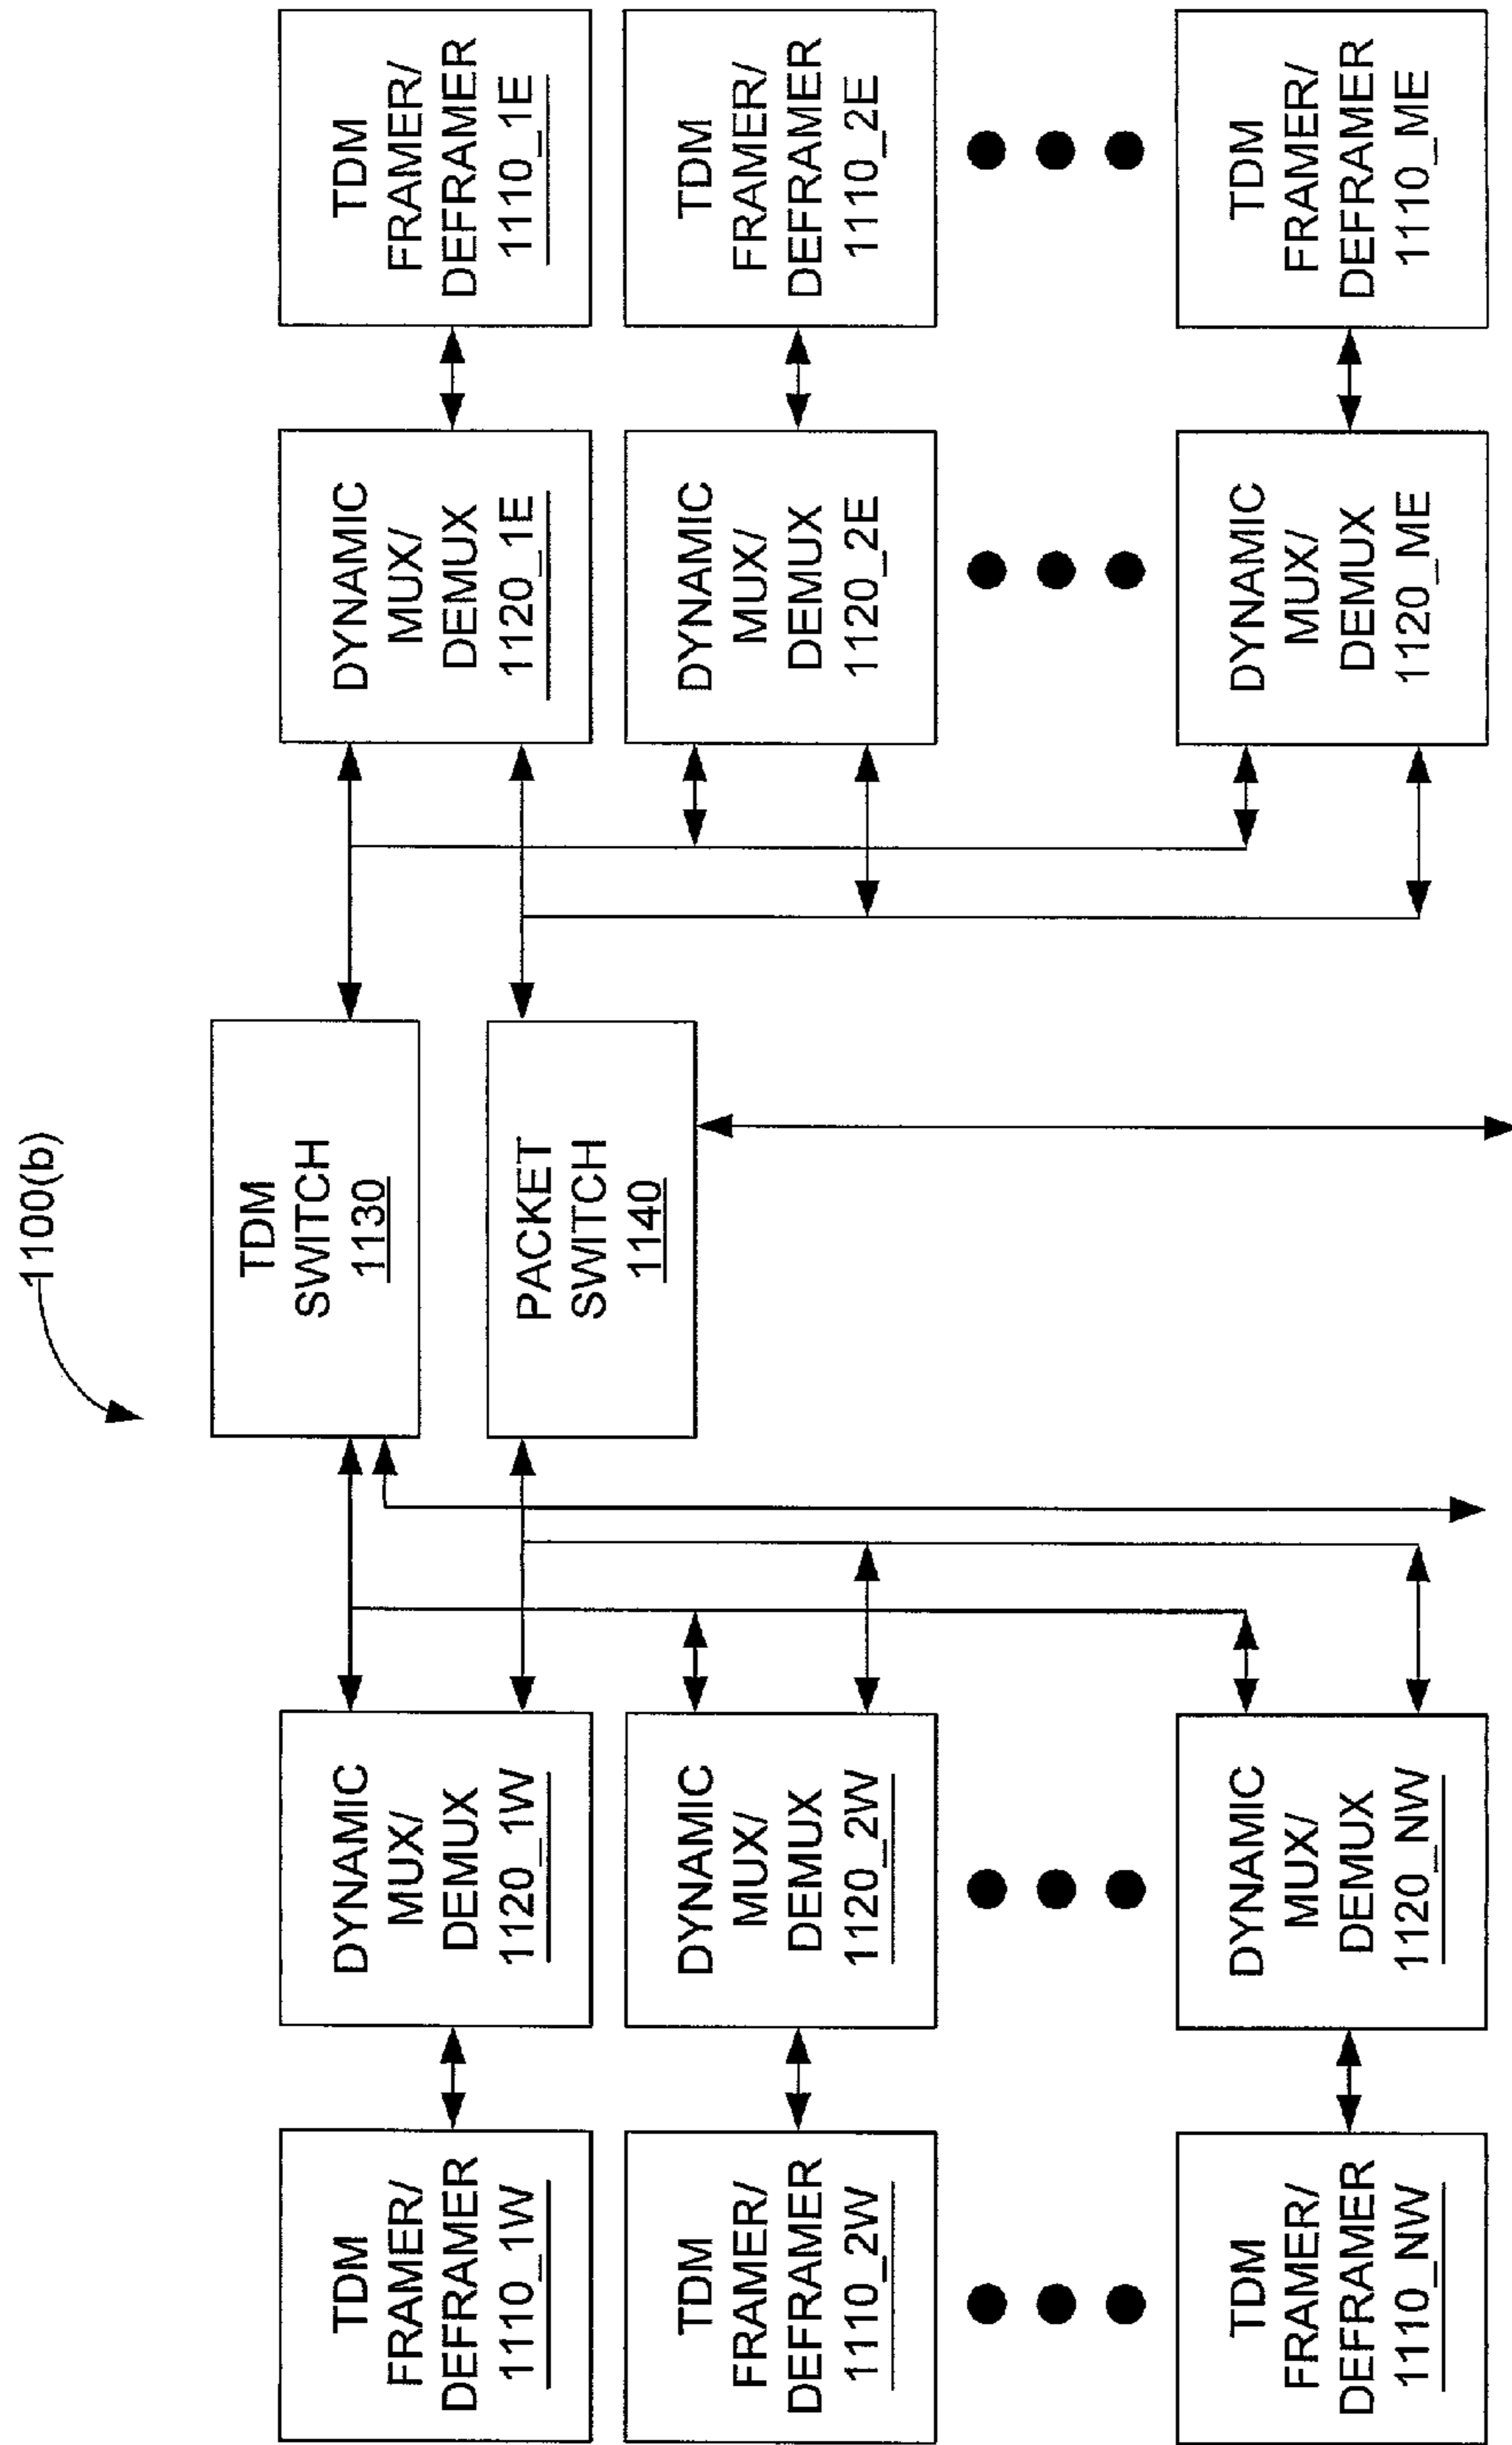 1100(b)
TDM
FRAMER/
DEFRAMER
1110_1W
DYNAMIC
MUX/
DEMUX
1120_1W
TDM
SWITCH
1130
DYNAMIC
MUX/
DEMUX
1120_1E
TDM
FRAMER/
DEFRAMER
1110_1E
PACKET
SWITCH
1140
TDM
FRAMER/
DEFRAMER
1110_2W
DYNAMIC
MUX/
DEMUX
1120_2W
DYNAMIC
MUX/
DEMUX
1120_2E
TDM
FRAMER/
DEFRAMER
1110_2E
TDM
FRAMER/
DEFRAMER
1110_NW
DYNAMIC
MUX/
DEMUX
1120_NW
DYNAMIC
MUX/
DEMUX
1120_ME
TDM
FRAMER/
DEFRAMER
1110_ME